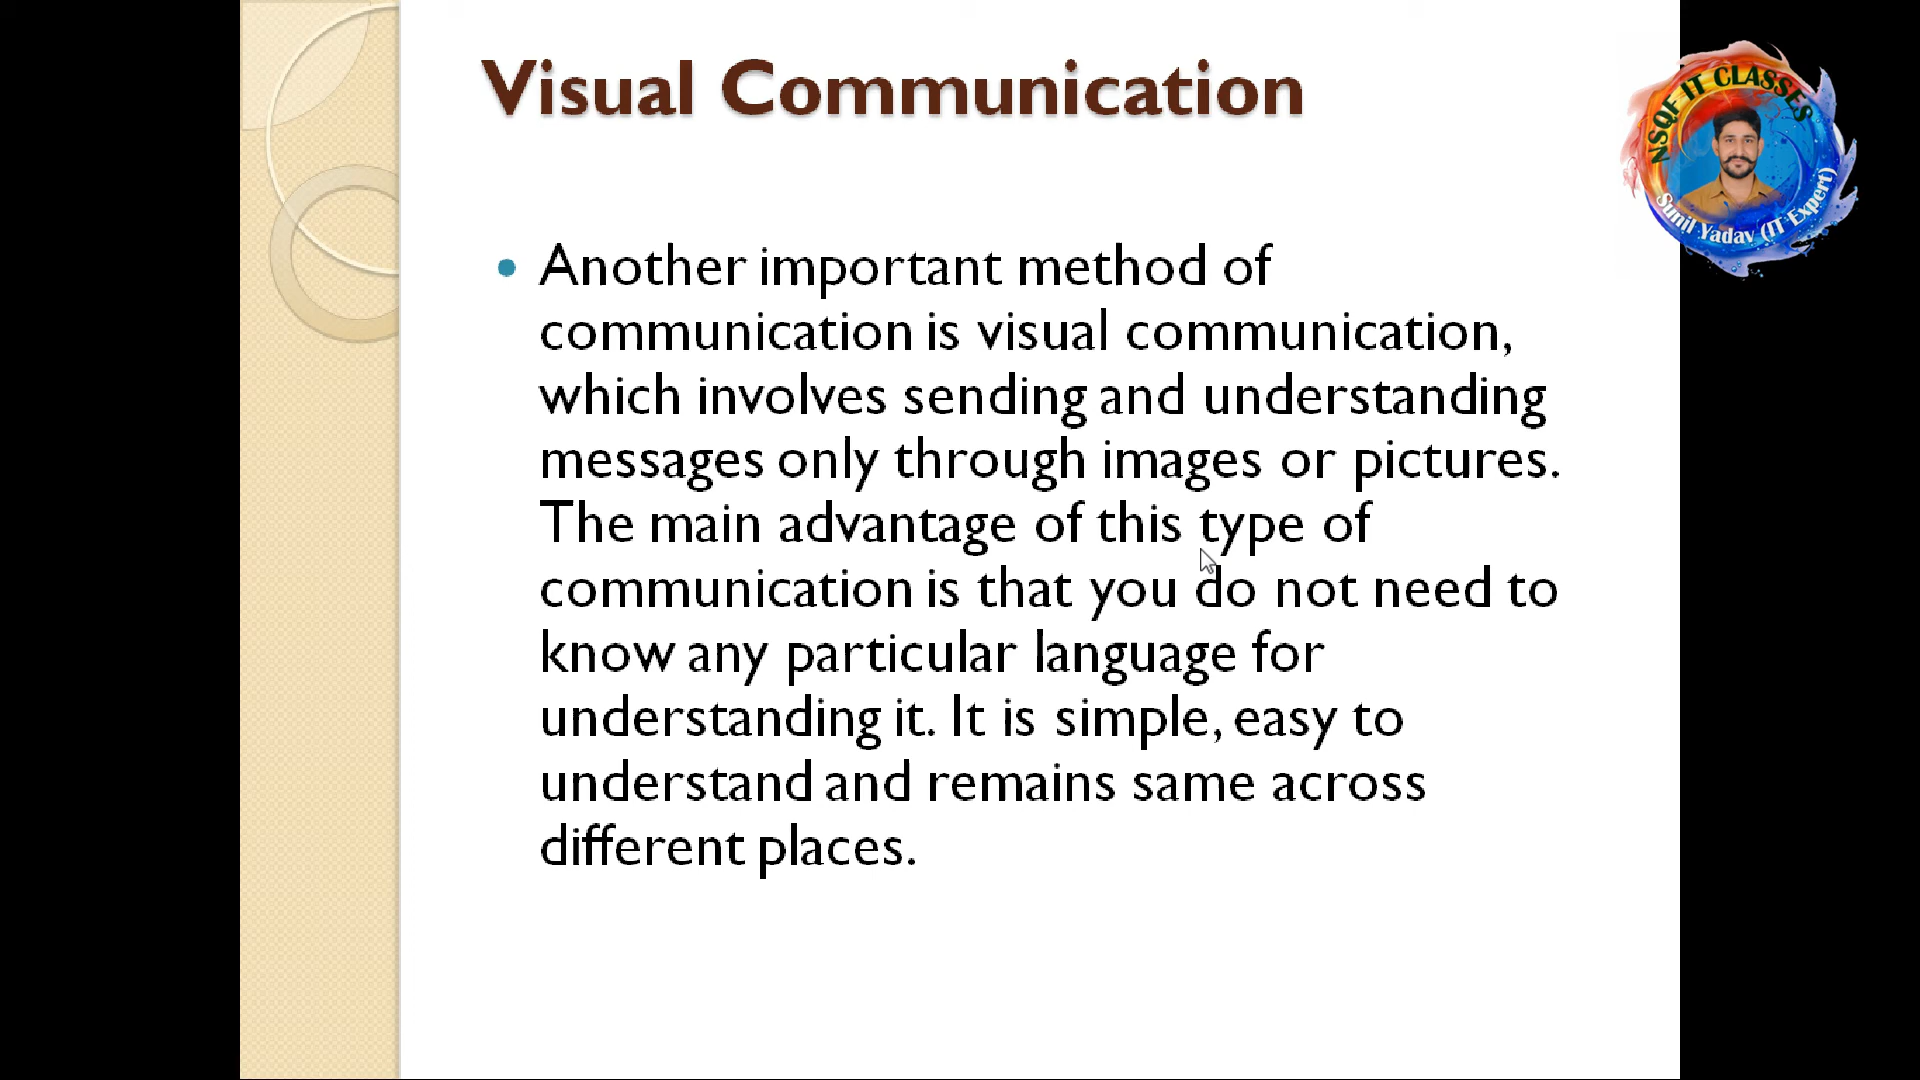 Visual Communication
NSQF IT CLASSES
Sunil Yadav (IT Expert)
• Another important method of
communication is visual communication,
which involves sending and understanding
messages only through images or pictures.
The main advantage of this type of
communication is that you do not need to
know any particular language for
understanding it. It is simple, easy to
understand and remains same across
different places.